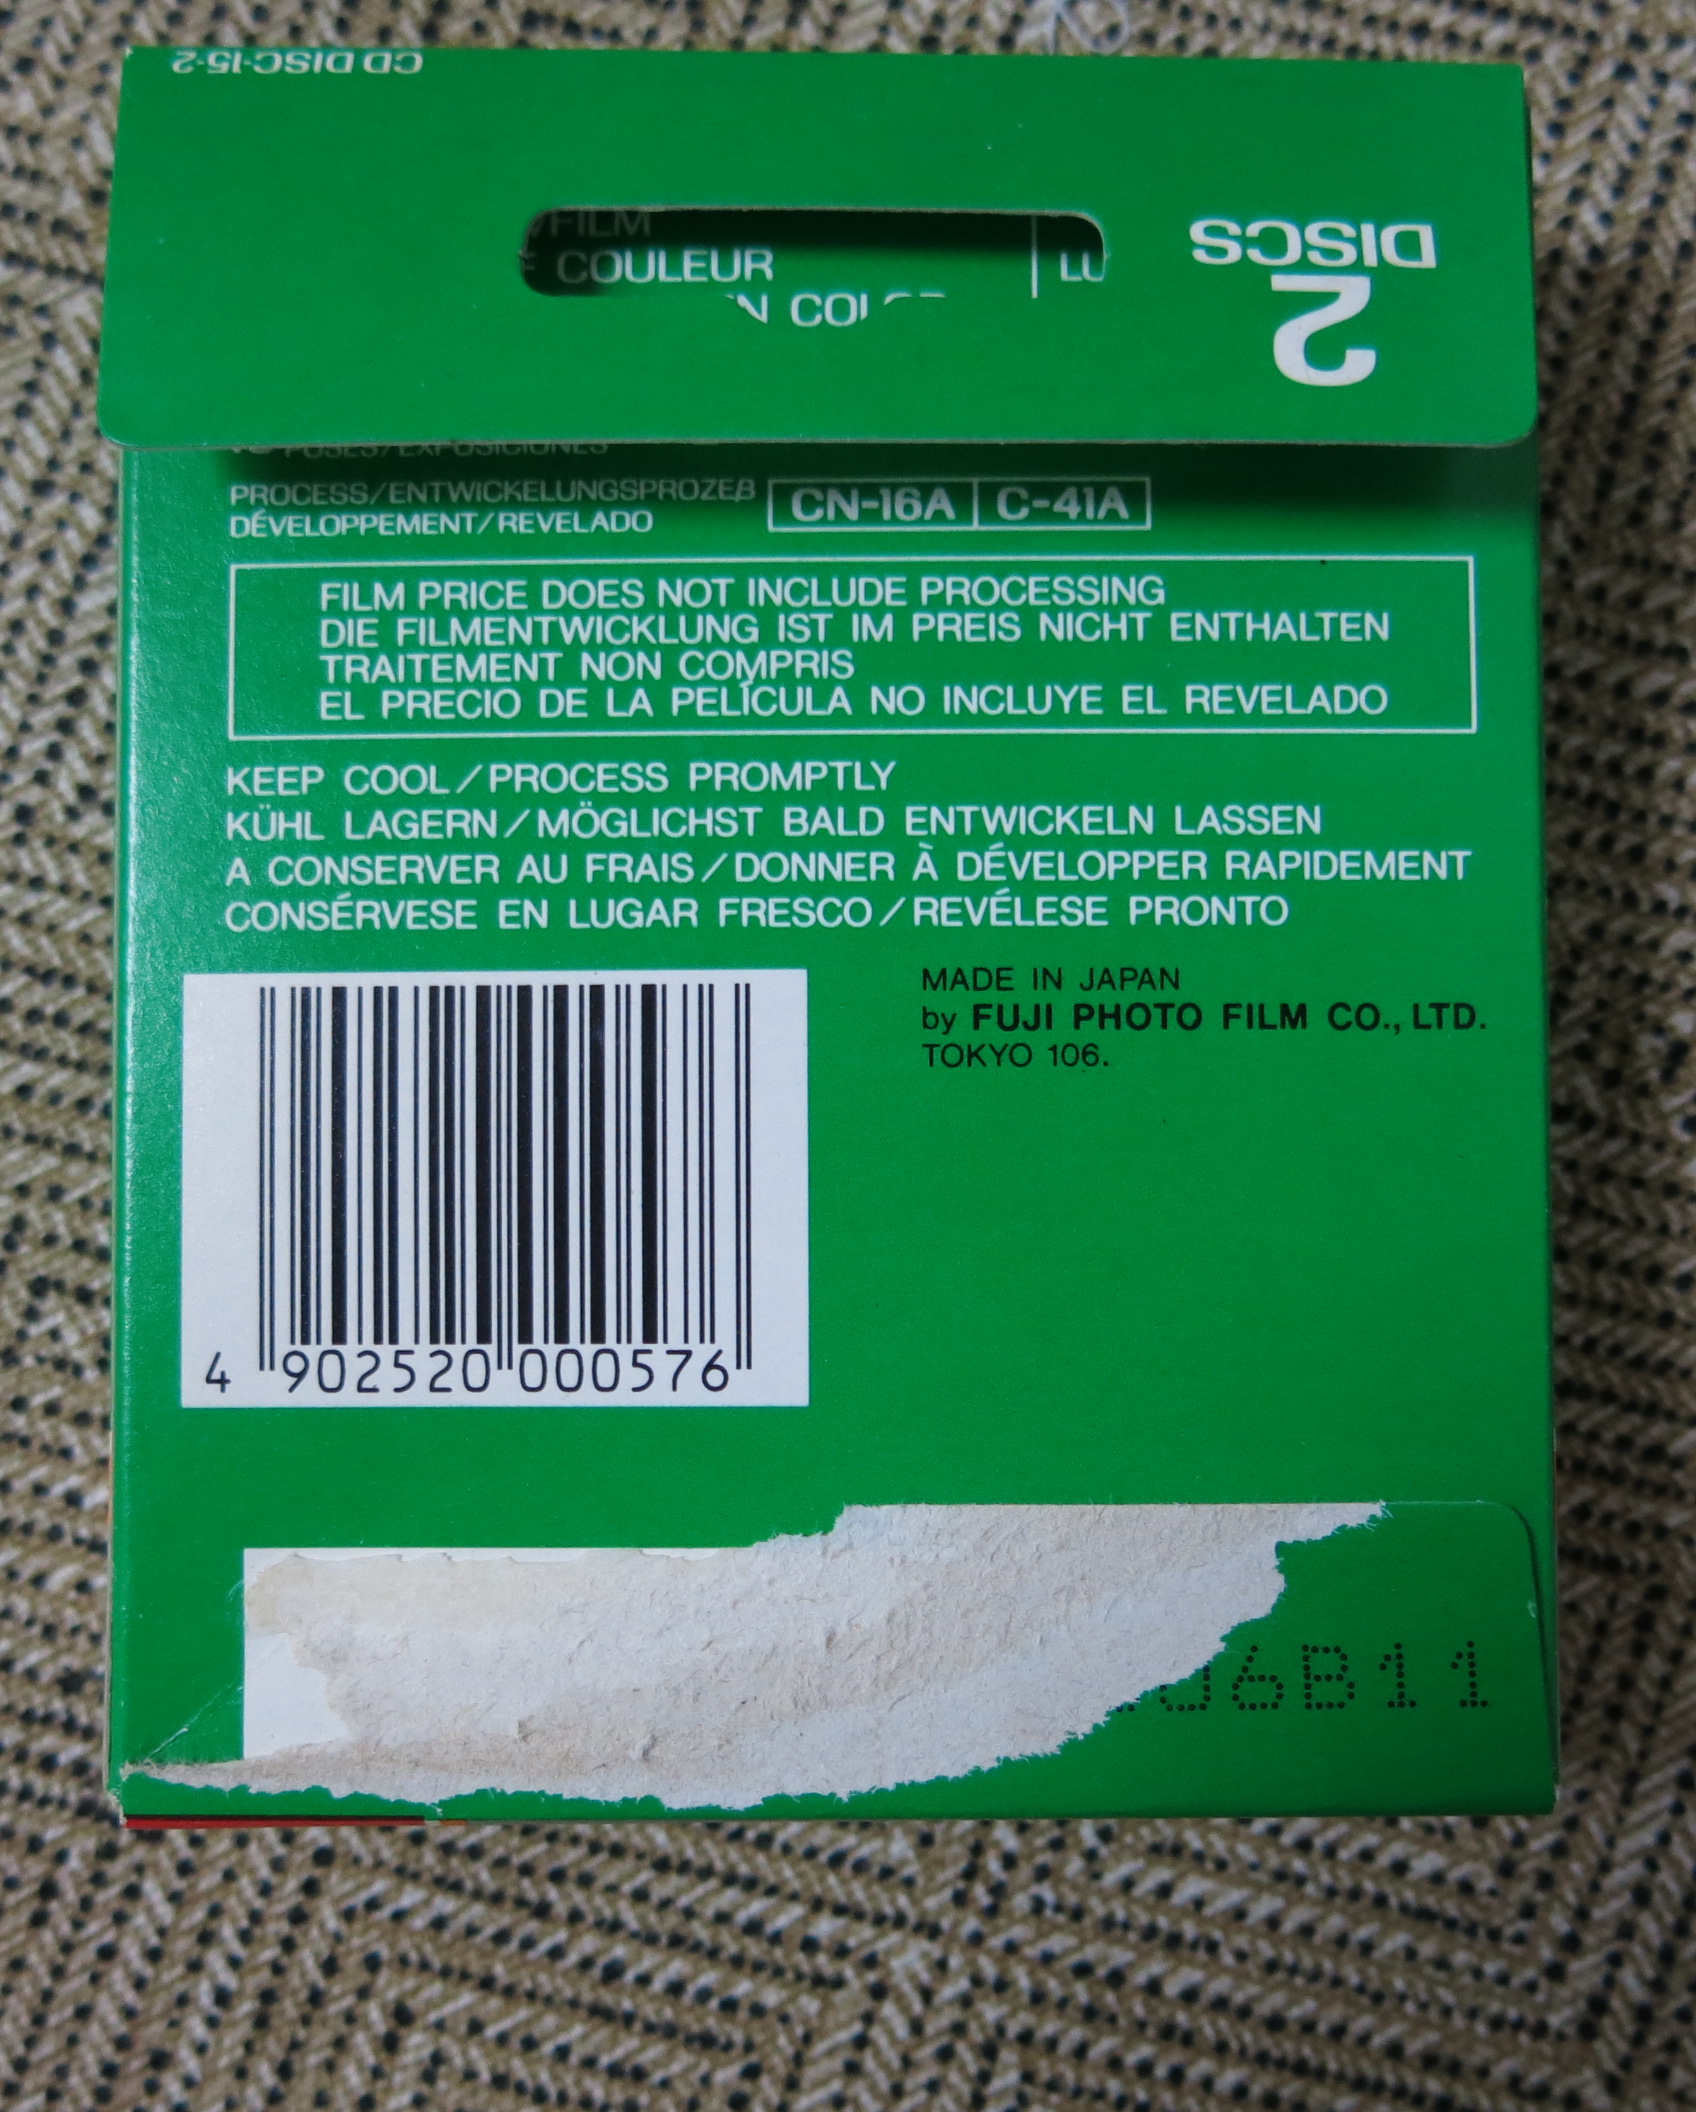 CD DISC-15-2
2
DISCS
FILM
COULEUR
POSES/EXPOSICIONES
PROCESS/ENTWICKELUNGSPROZEß
DÉVELOPPEMENT/REVELADO
CN-16A C-41A
FILM PRICE DOES NOT INCLUDE PROCESSING
DIE FILMENTWICKLUNG IST IM PREIS NICHT ENTHALTEN
TRAITEMENT NON COMPRIS
EL PRECIO DE LA PELÍCULA NO INCLUYE EL REVELADO
KEEP COOL/PROCESS PROMPTLY
KÜHL LAGERN/MÖGLICHST BALD ENTWICKELN LASSEN
A CONSERVER AU FRAIS/DONNER À DÉVELOPPER RAPIDEMENT
CONSÉRVESE EN LUGAR FRESCO/REVÉLESE PRONTO
MADE IN JAPAN
by FUJI PHOTO FILM CO., LTD.
TOKYO 106.
4 902520 000576
6B11